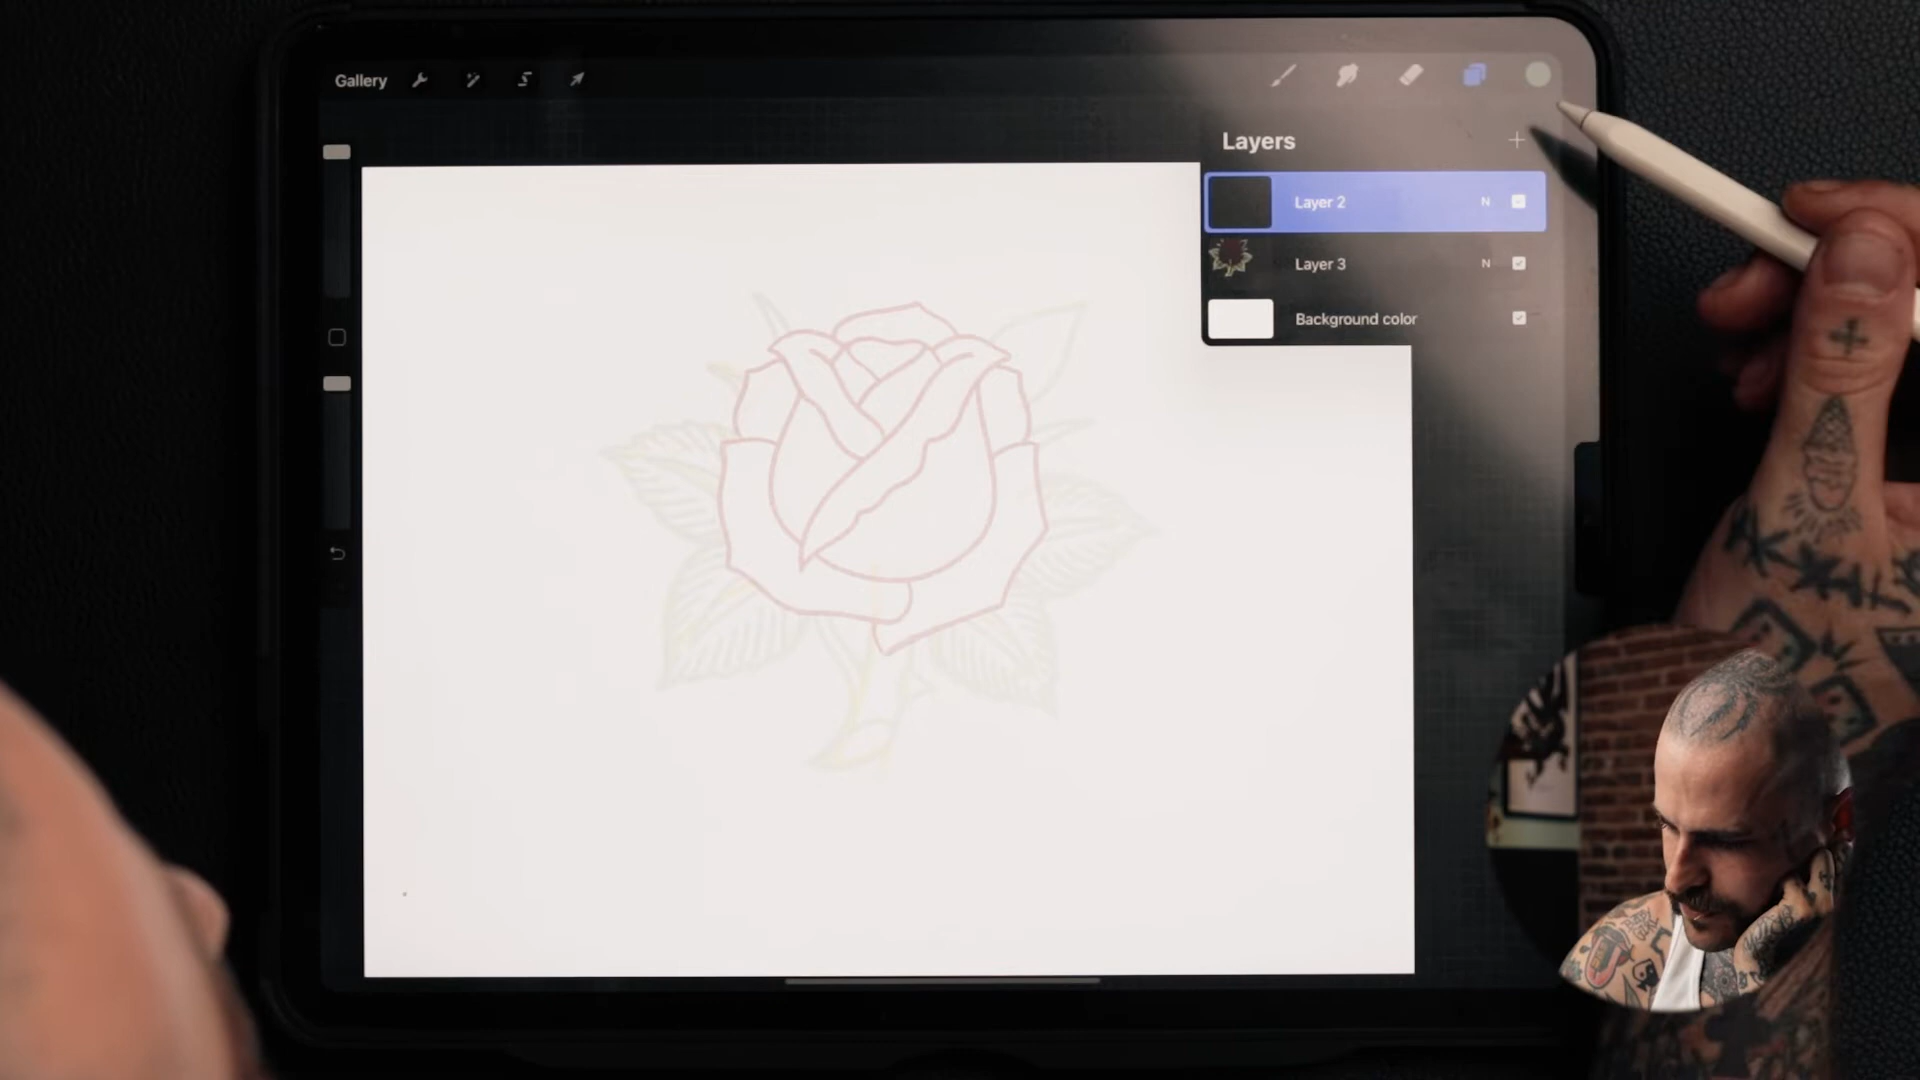 Gallery
Layers
Layer 2 N
Layer 3 N
Background color